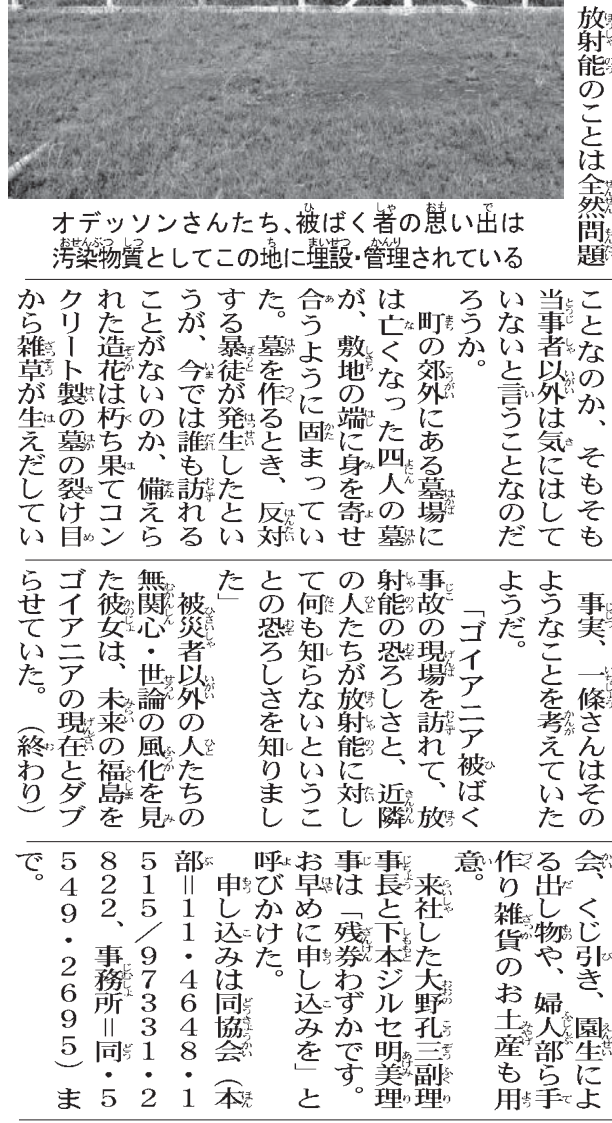 放射能のことは全然問題
オデッソンさんたち、被ばく者の思い出は
汚染物質としてこの地に埋設・管理されている
ことなのか、そもそも
当事者以外は気にはして
いないと言うことなのだ
ろうか。
町の郊外にある墓場に
は亡くなった四人の墓
が、敷地の端に身を寄せ
合うように固まってい
た。墓を作るとき、反対
する暴徒が発生したとい
うが、今では誰も訪れる
ことがないのか、備えら
れた造花は朽ち果てコン
クリート製の墓の裂け目
から雑草が生えだしてい
事実、一條さんはその
ようなことを考えていた
ようだ。
「ゴイアニア被ばく
事故の現場を訪れて、放
射能の恐ろしさと、近隣
の人たちが放射能に対し
て何も知らないというこ
との恐ろしさを知りまし
た」
被災者以外の人たちの
無関心・世論の風化を見
た彼女は、未来の福島を
ゴイアニアの現在とダブ
らせていた。（終わり）
会、くじ引き、園生によ
る出し物や、婦人部ら手
作り雑貨のお土産も用
意。
来社した大野孔三副理
事長と下本ジルセ明美理
事は「残券わずかです。
お早めに申し込みを」と
呼びかけた。
申し込みは同協会（本
部＝11・4648・1
515／97331・2
822、事務所＝同・5
549・2695）ま
で。